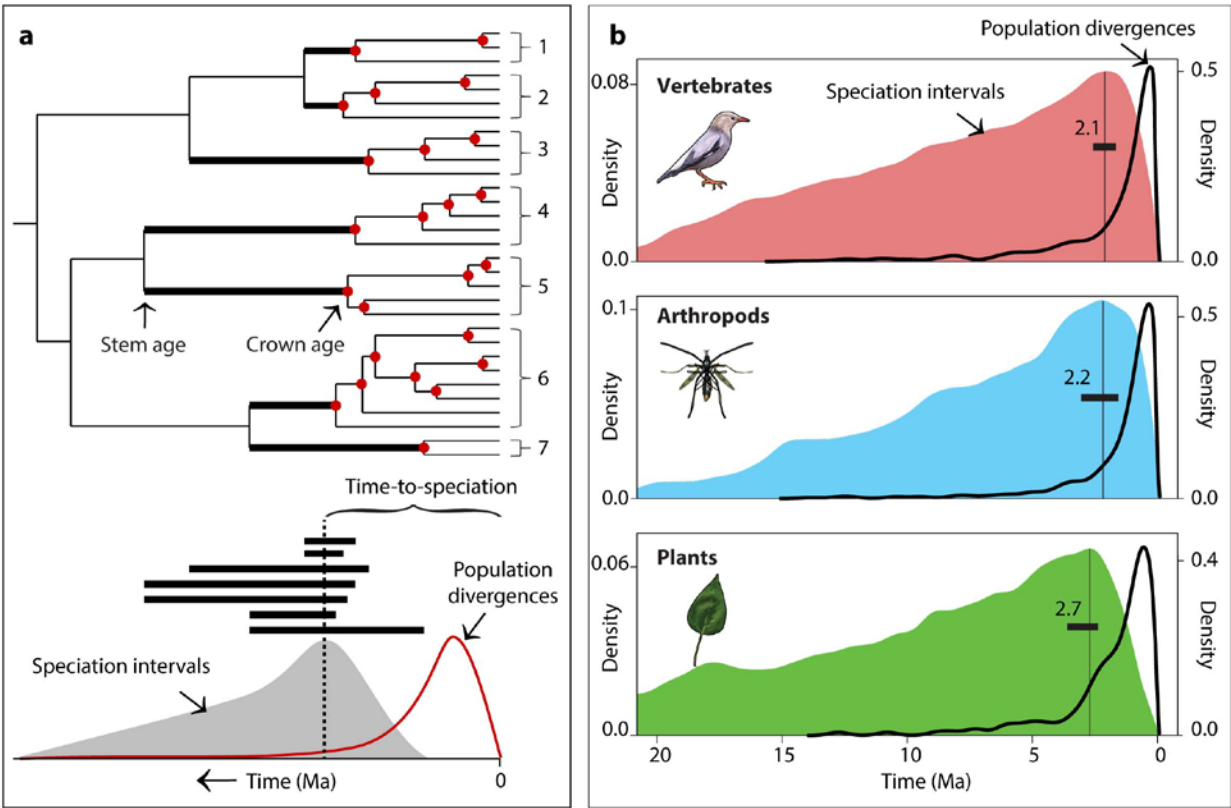 a
1
2
3
4
5
6
7
Stem age
Crown age
Time-to-speciation
Population
divergences
Speciation intervals
Time (Ma)
0
b
Population divergences
Vertebrates
Speciation intervals
2.1
0.08
0.0
Density
0.5
0.0
Density
Arthropods
2.2
0.1
0.0
Density
0.5
0.0
Density
Plants
2.7
0.06
0.0
Density
0.4
0.0
Density
20
15
10
5
0
Time (Ma)